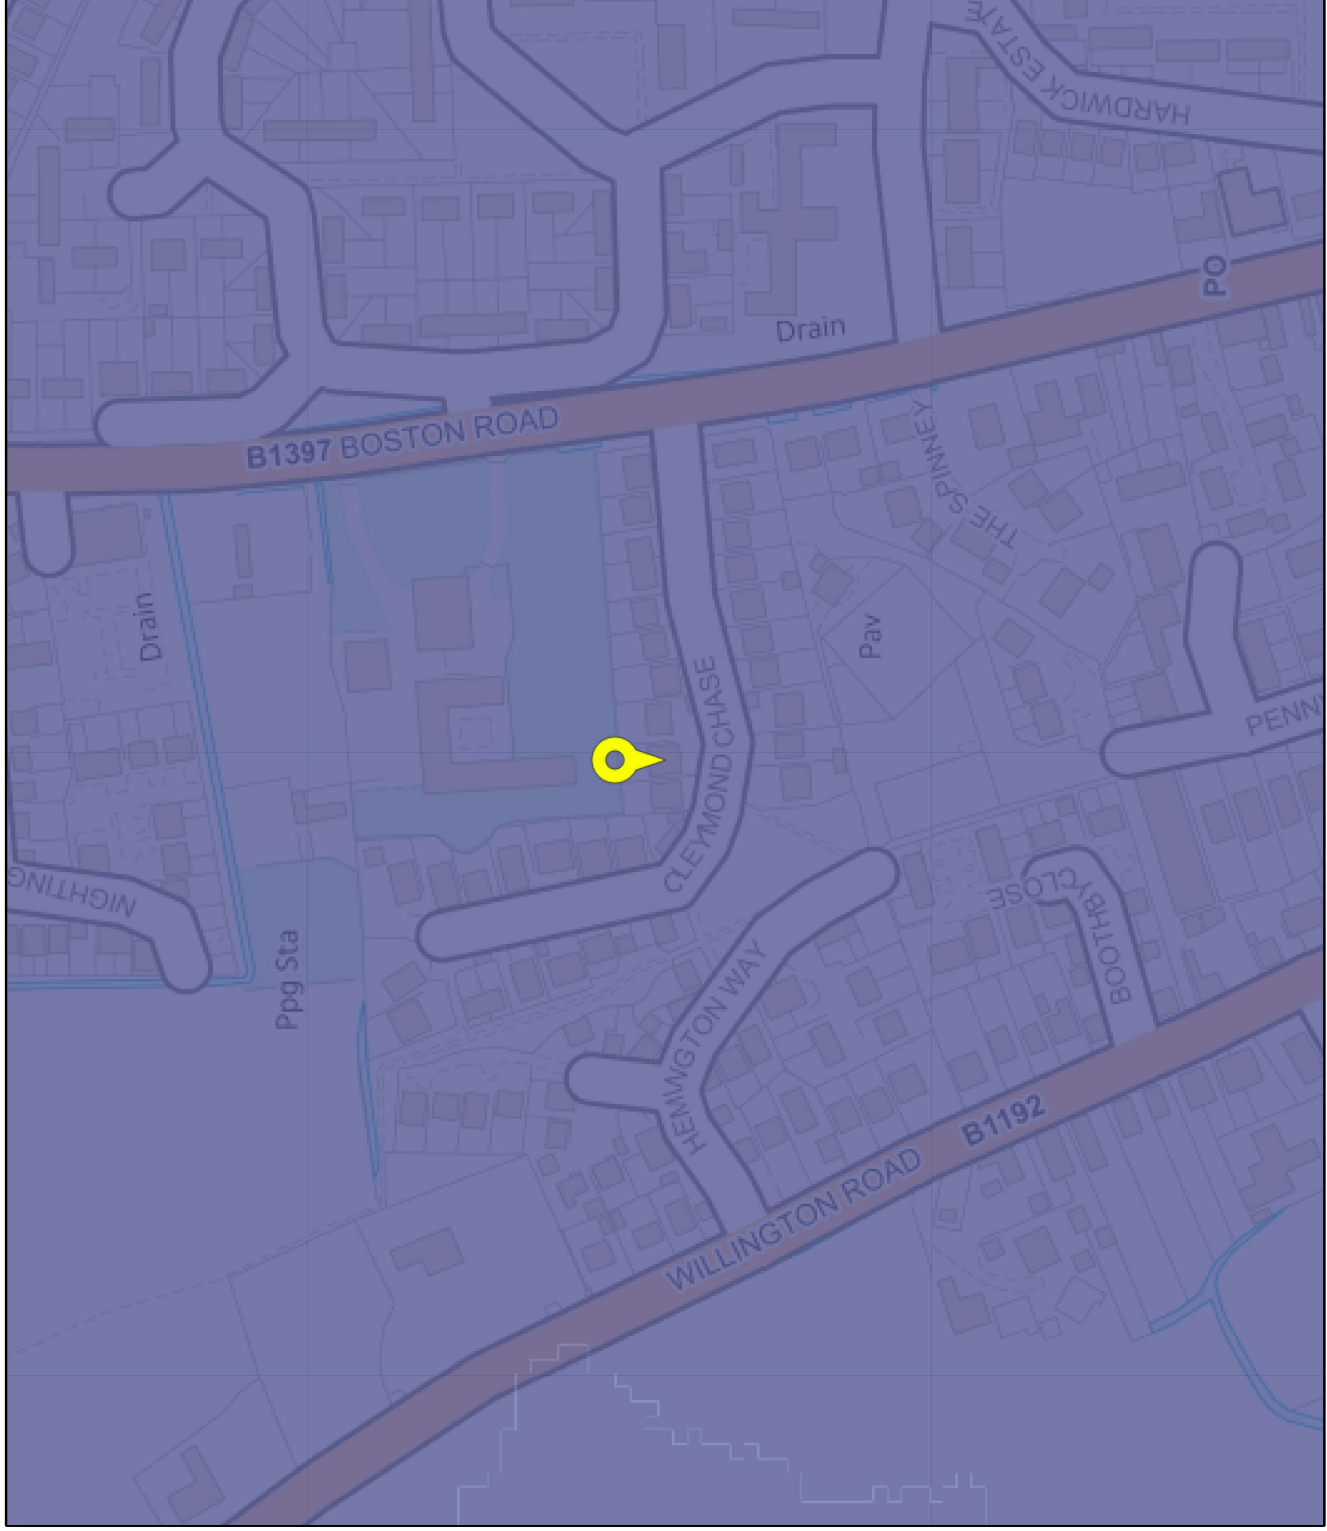 ESTATE
HARDWICK
PO
Drain
B1397 BOSTON ROAD
THE SPINNEY
Drain
Pav
CLEYMOND CHASE
PENN
NIGHTING
BOOTHBY
CLOSE
Ppg Sta
HEMINGTON WAY
WILLINGTON ROAD
B1192